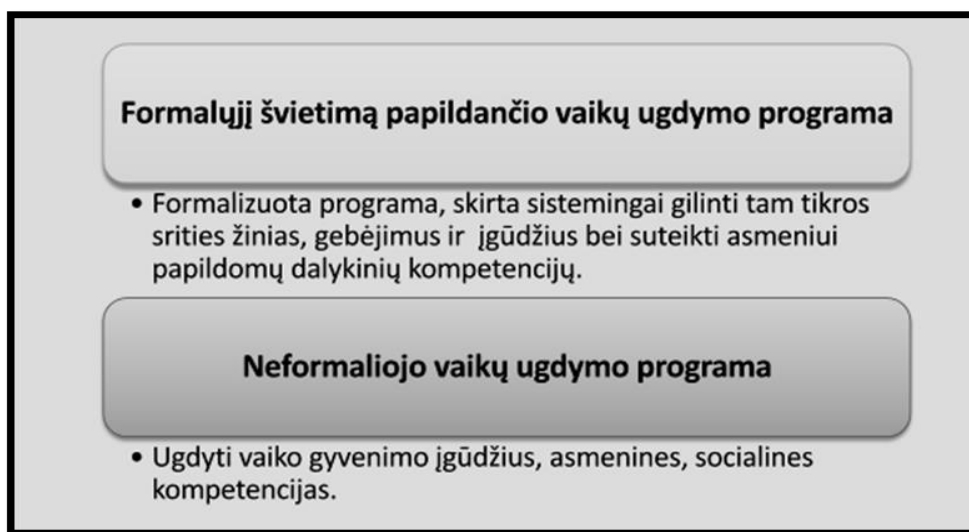 Formalųjį švietimą papildančio vaikų ugdymo programa
• Formalizuota programa, skirta sistemingai gilinti tam tikros
srities žinias, gebėjimus ir įgūdžius bei suteikti asmeniui
papildomų dalykinių kompetencijų.
Neformaliojo vaikų ugdymo programa
• Ugdyti vaiko gyvenimo įgūdžius, asmenines, socialines
kompetencijas.